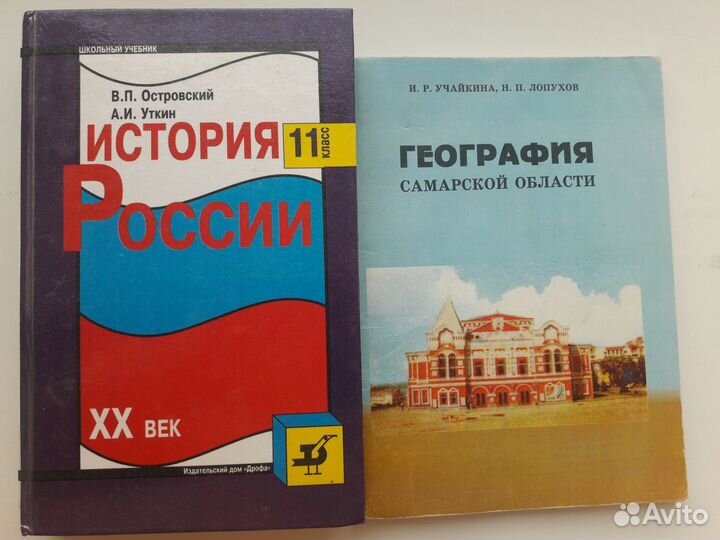 ШКОЛЬНЫЙ УЧЕБНИК
В.П. Островский
А.И. Уткин
ИСТОРИЯ
11 класс
РОССИИ
XX ВЕК
Издательский дом «Дрофа»
И. Р. УЧАЙКИНА, Н. П. ЛОПУХОВ
ГЕОГРАФИЯ
САМАРСКОЙ ОБЛАСТИ
Avito